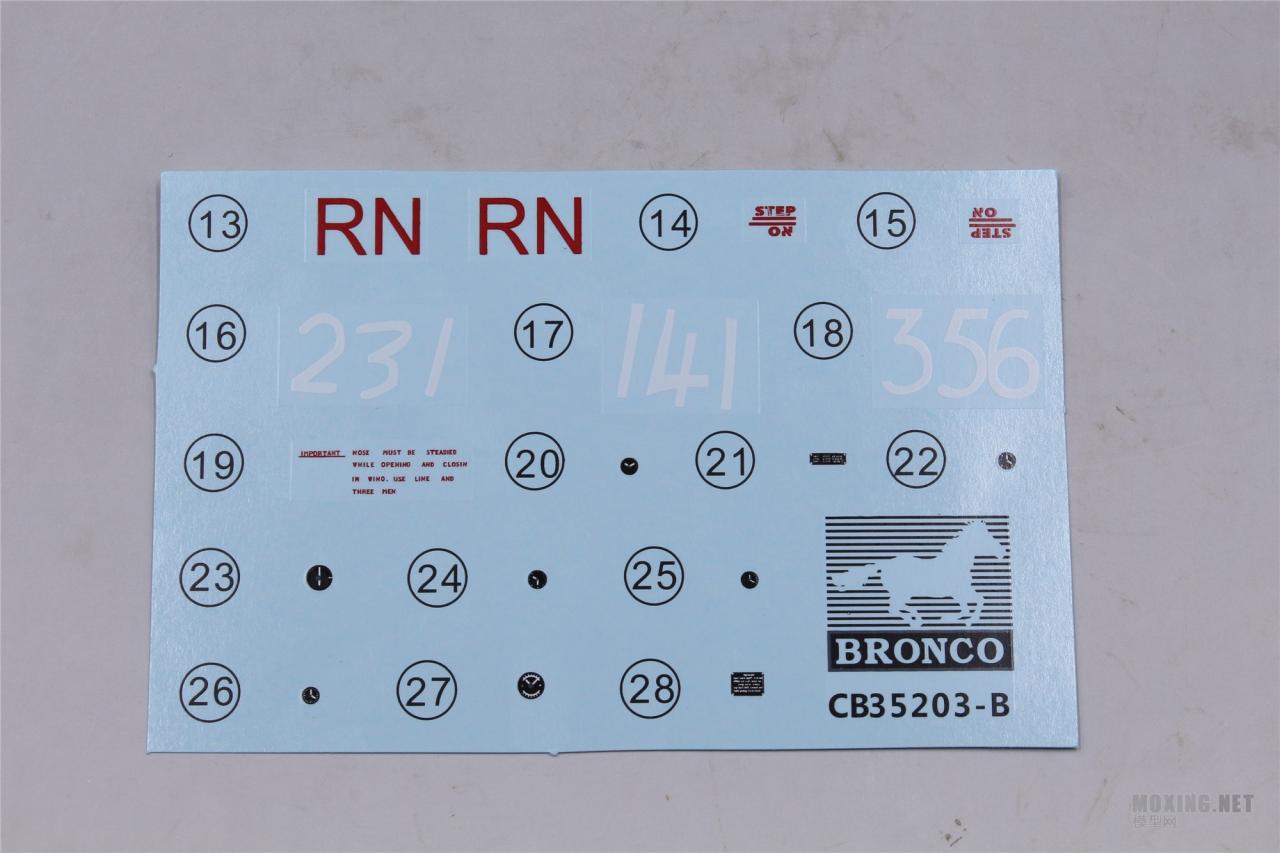 13 RN RN 14 STEP 15 ON
ON STEP
16 231 17 141 18 356
19 IMPORTANT NOSE MUST BE STEADIED 20 21 22
WHILE OPENING AND CLOSIN
IN WIND. USE LINE AND
THREE MEN
23 24 25
BRONCO
26 27 28
CB35203-B
MOXING.NET
模型网